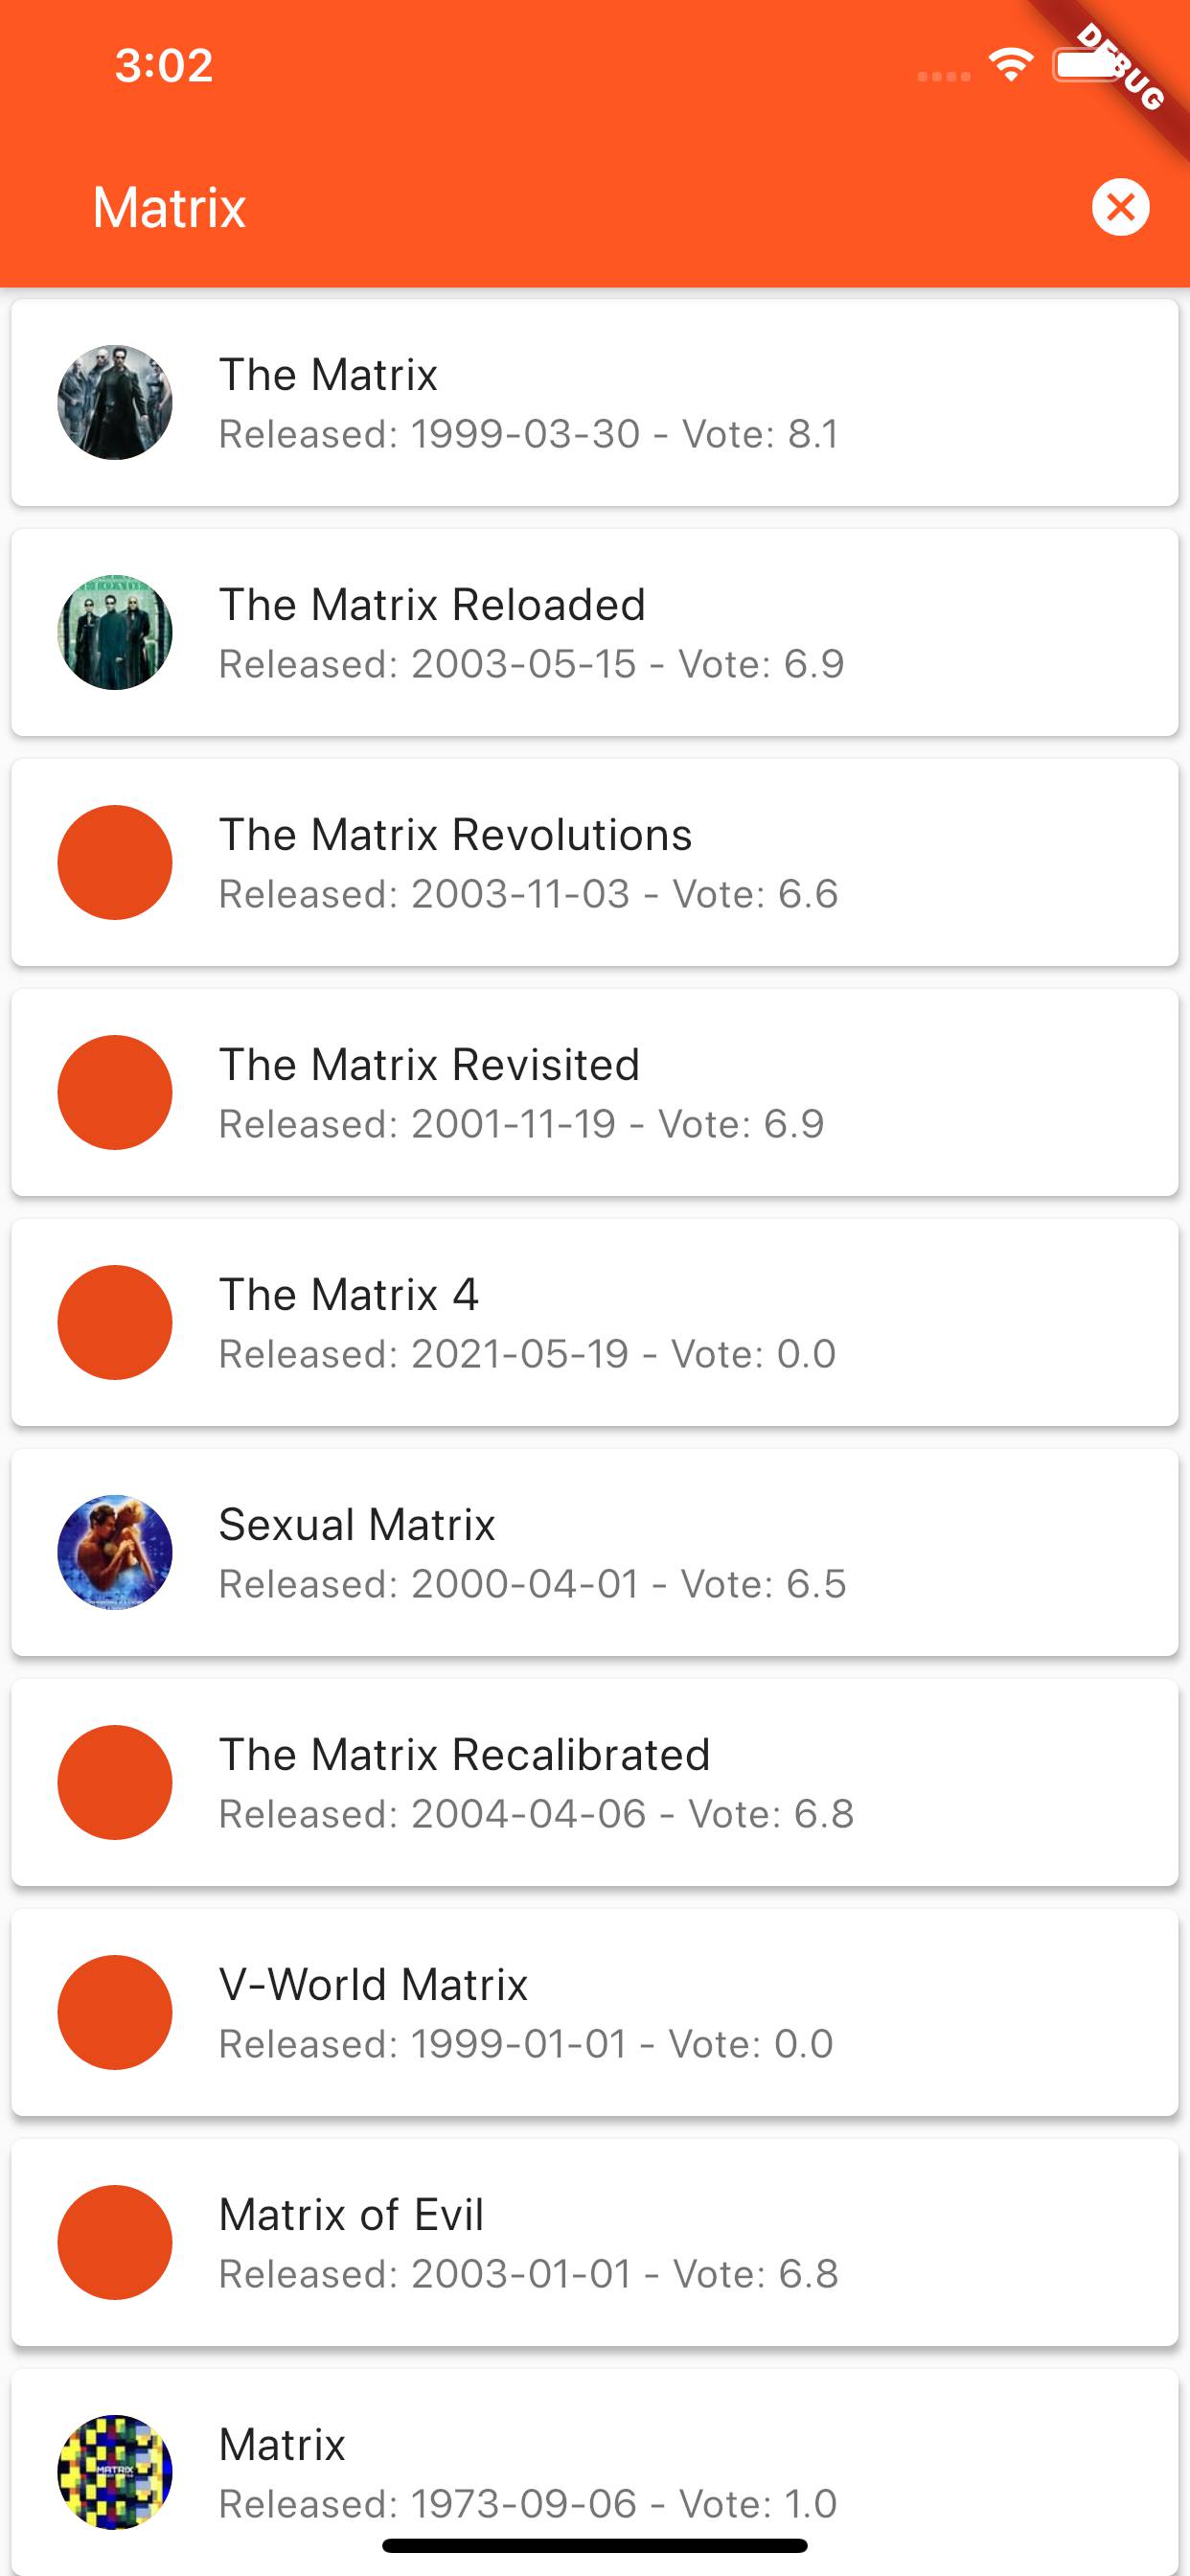 3:02
DEBUG
Matrix
The Matrix
Released: 1999-03-30 - Vote: 8.1
RELOADED
The Matrix Reloaded
Released: 2003-05-15 - Vote: 6.9
The Matrix Revolutions
Released: 2003-11-03 - Vote: 6.6
The Matrix Revisited
Released: 2001-11-19 - Vote: 6.9
The Matrix 4
Released: 2021-05-19 - Vote: 0.0
Sexual Matrix
Released: 2000-04-01 - Vote: 6.5
The Matrix Recalibrated
Released: 2004-04-06 - Vote: 6.8
V-World Matrix
Released: 1999-01-01 - Vote: 0.0
Matrix of Evil
Released: 2003-01-01 - Vote: 6.8
MATRIX
Matrix
Released: 1973-09-06 - Vote: 1.0